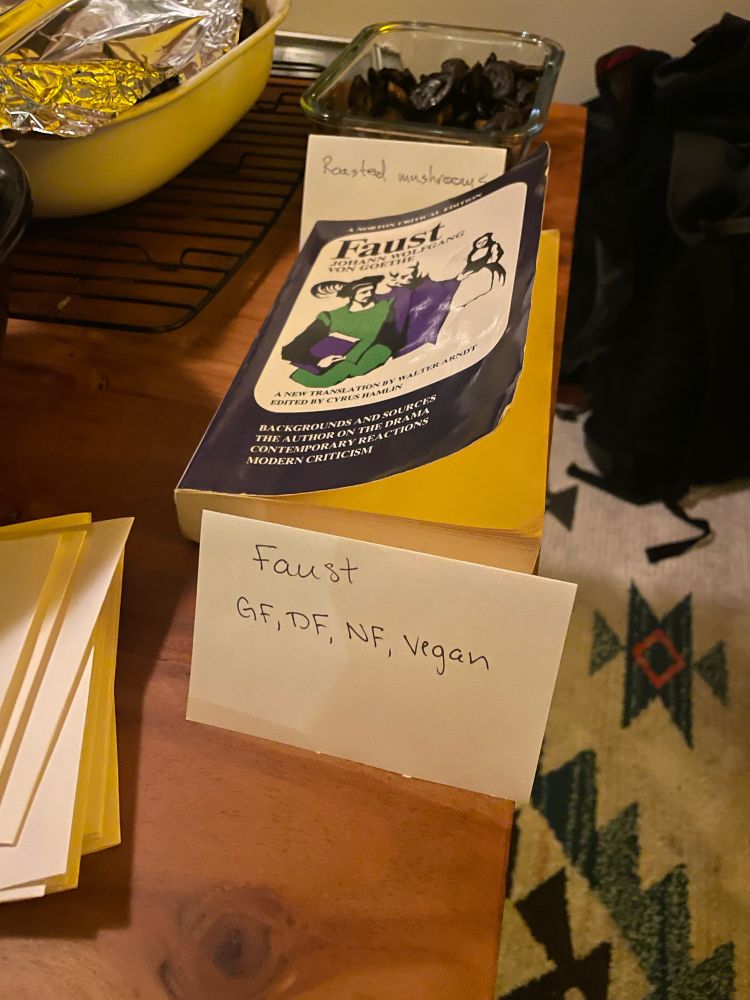 Roasted mushrooms
A NORTON CRITICAL EDITION
Faust
JOHANN WOLFGANG
VON GOETHE
A NEW TRANSLATION BY WALTER ARNDT
EDITED BY CYRUS HAMLIN
BACKGROUNDS AND SOURCES
THE AUTHOR ON THE DRAMA
CONTEMPORARY REACTIONS
MODERN CRITICISM
Faust
GF, DF, NF, Vegan